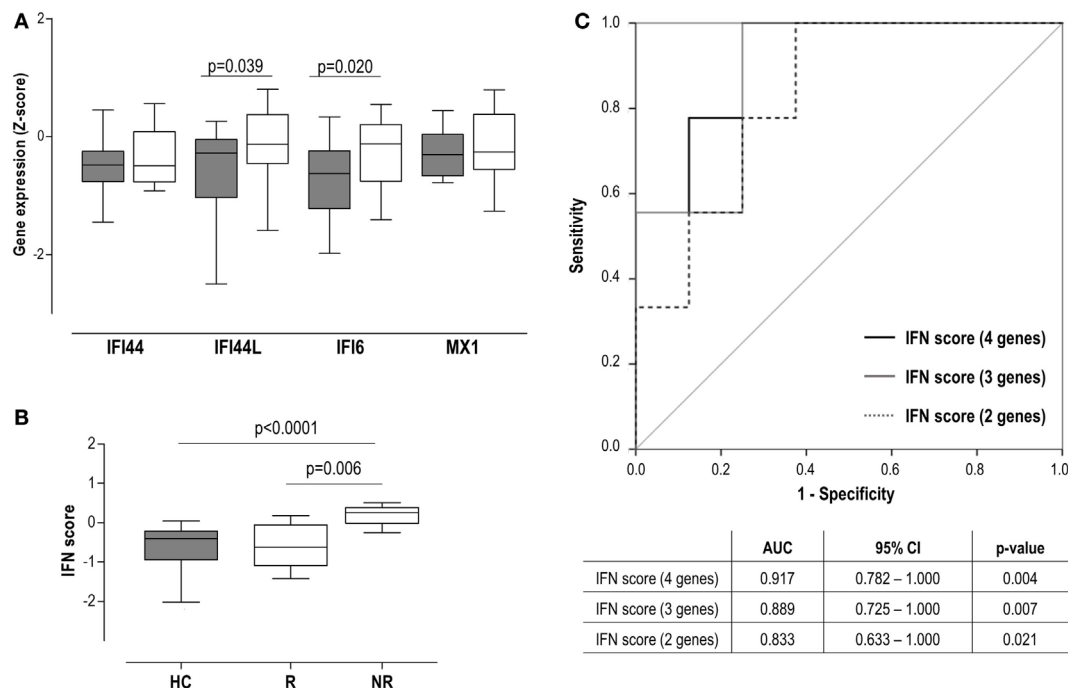 A
2
0
-2
Gene expression (Z-score)
p=0.039
p=0.020
IFI44
IFI44L
IFI6
MX1
B
2
1
0
-1
-2
IFN score
p<0.0001
p=0.006
HC
R
NR
C
1.0
0.8
0.6
0.4
0.2
0.0
Sensitivity
IFN score (4 genes)
IFN score (3 genes)
IFN score (2 genes)
0.0
0.2
0.4
0.6
0.8
1.0
1 - Specificity
AUC 95% CI p-value
IFN score (4 genes) 0.917 0.782 – 1.000 0.004
IFN score (3 genes) 0.889 0.725 – 1.000 0.007
IFN score (2 genes) 0.833 0.633 – 1.000 0.021